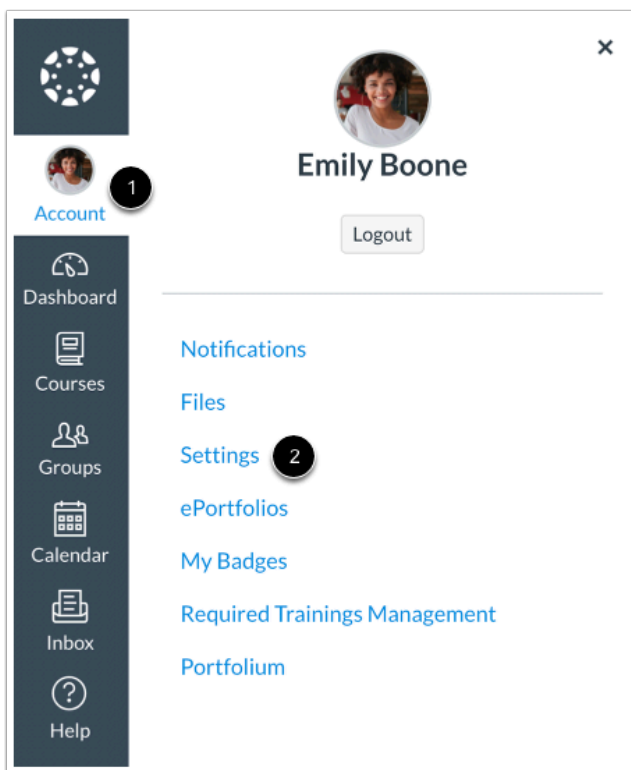 Account
1
Dashboard
Courses
Groups
Calendar
Inbox
Help
×
Emily Boone
Logout
Notifications
Files
Settings 2
ePortfolios
My Badges
Required Trainings Management
Portfolium